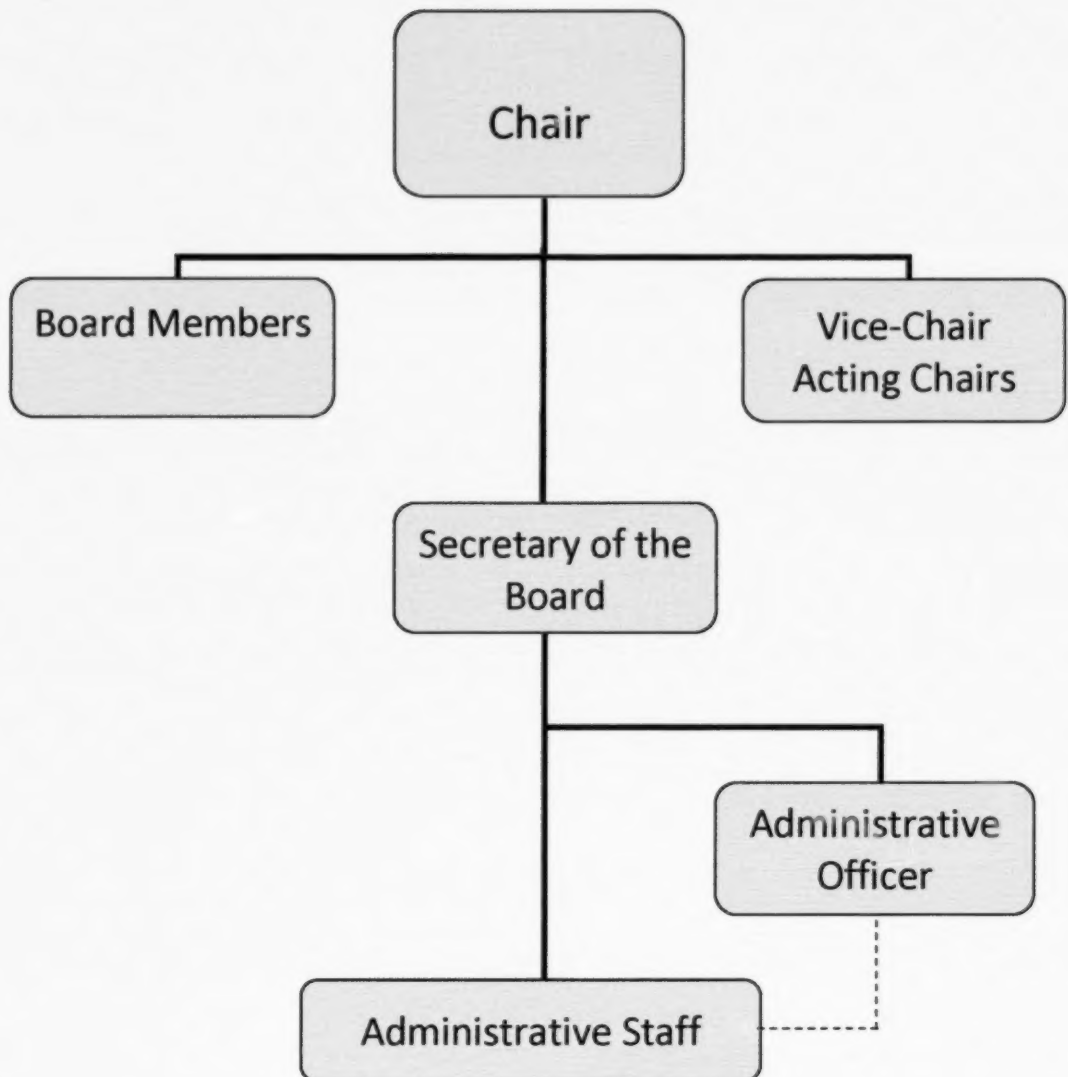 Chair
Board Members
Vice-Chair
Acting Chairs
Secretary of the
Board
Administrative
Officer
Administrative Staff